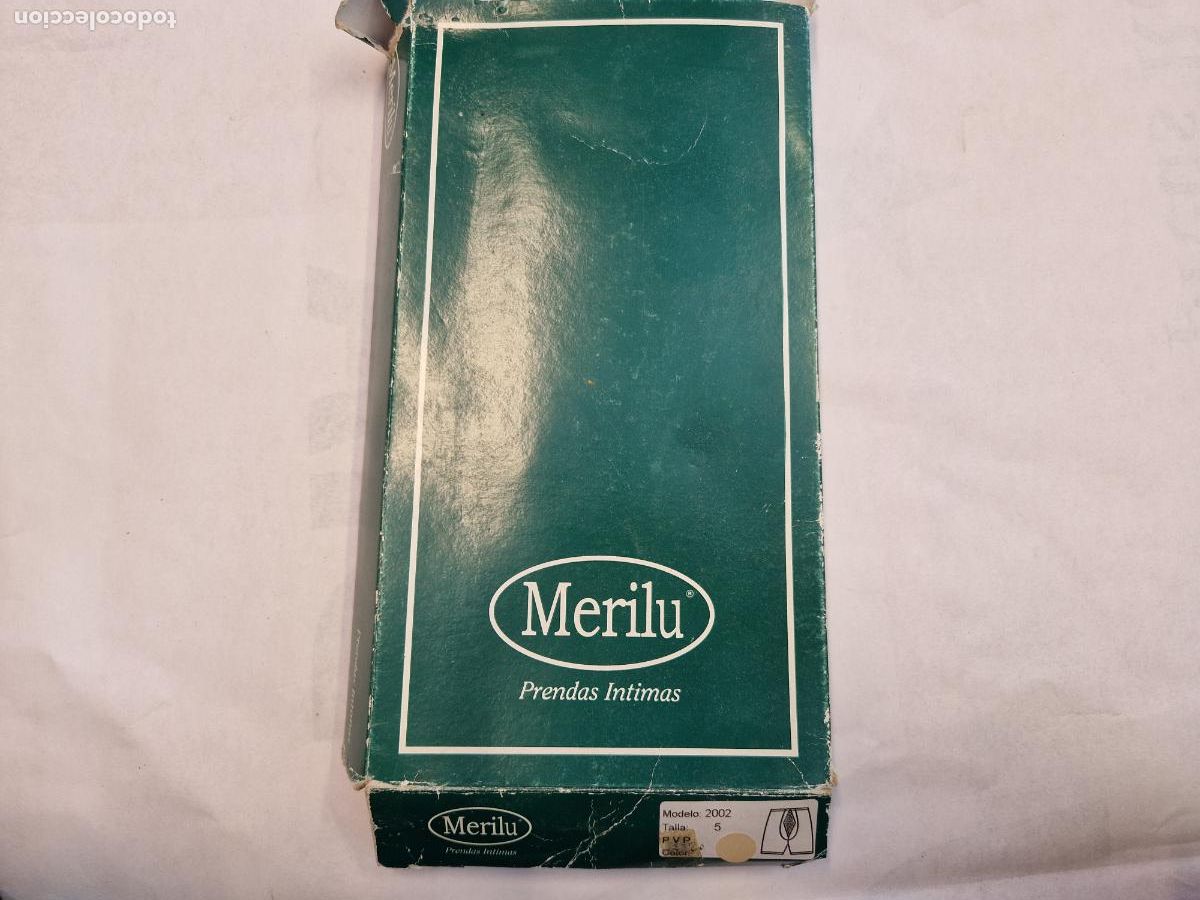 todocoleccion
Merilu®
Prendas Intimas
Merilu
Prendas Intimas
Modelo: 2002
Talla: 5
P V P
Color: